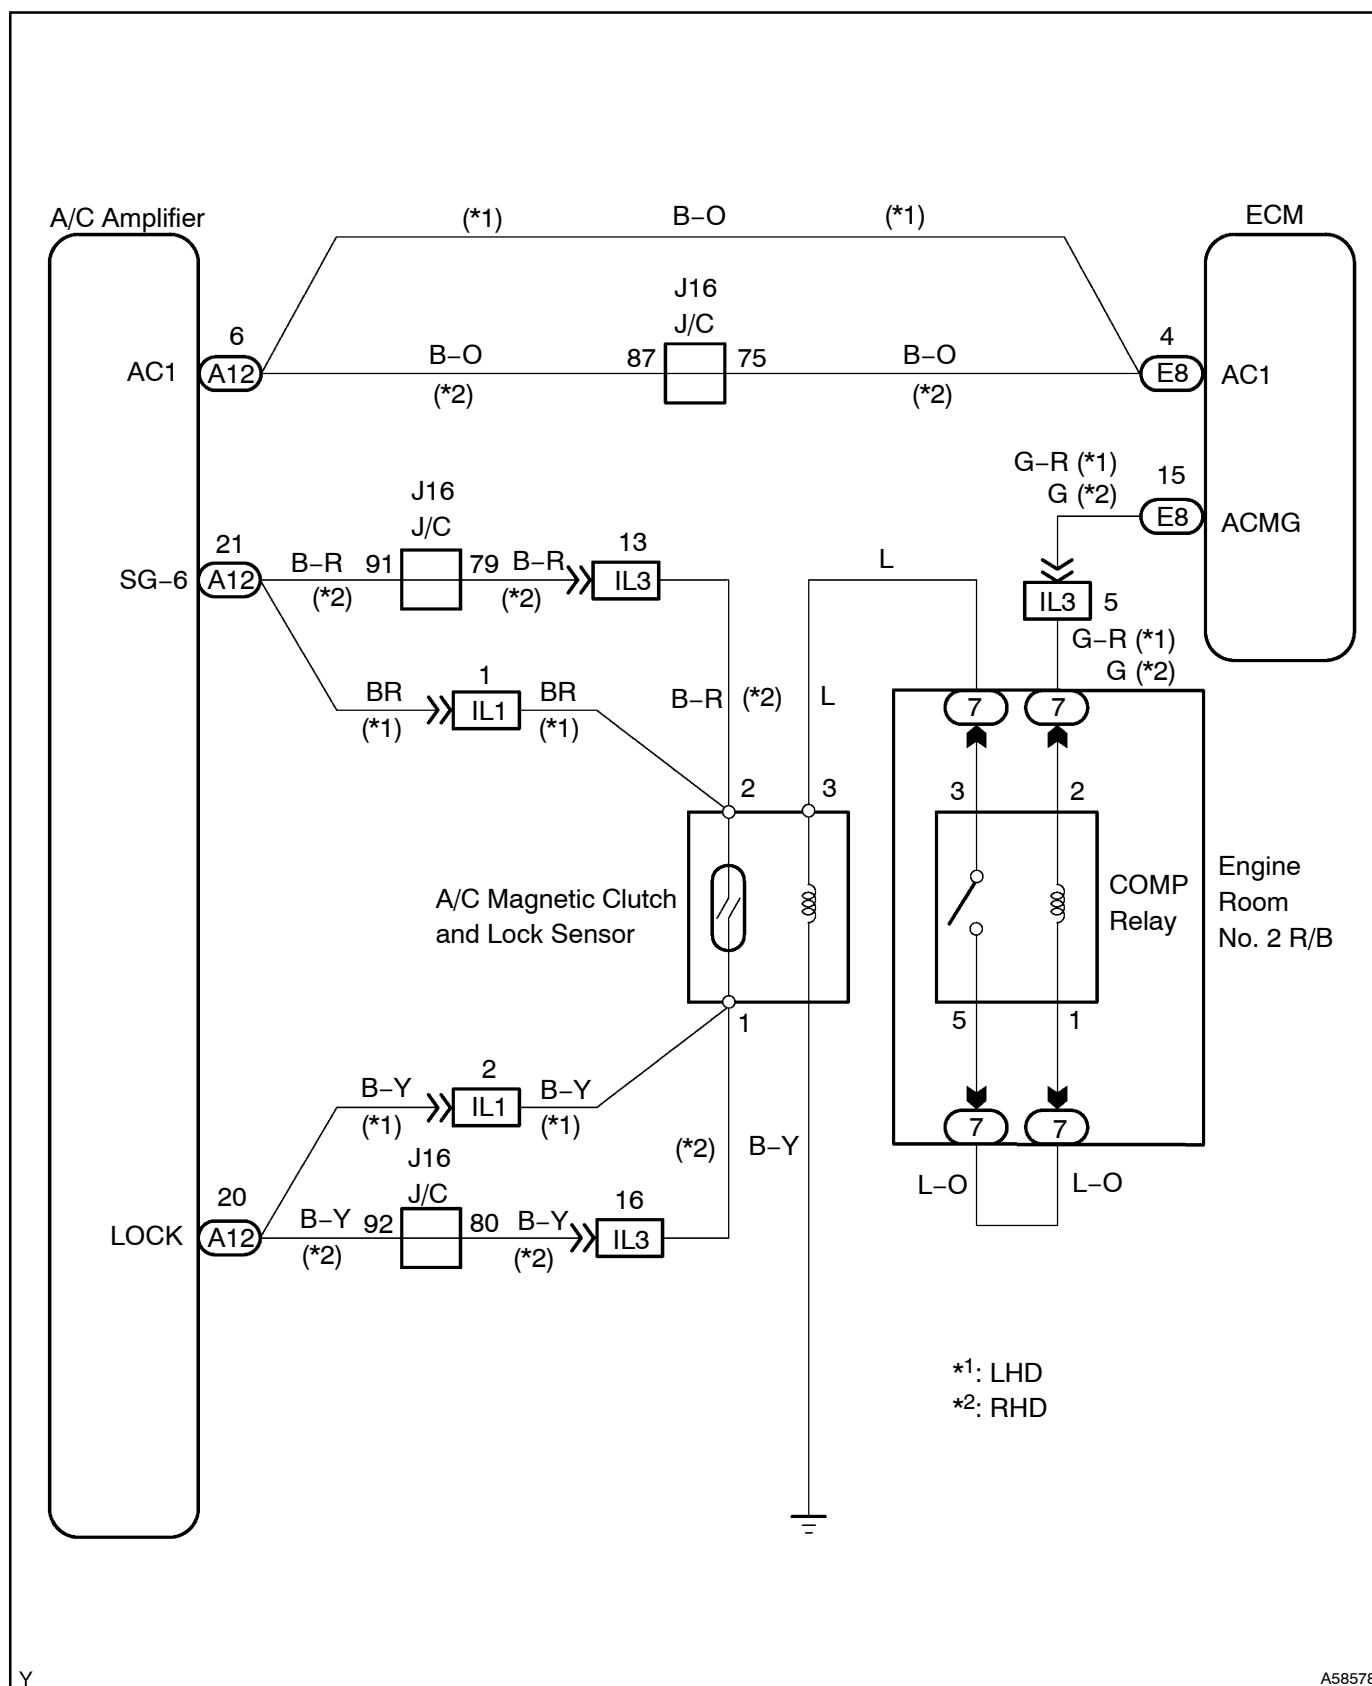 (*1) B–O (*1)
A/C Amplifier
ECM
J16
J/C
6
4
B–O 87 75 B–O
AC1 A12
E8 AC1
(*2) (*2)
G–R (*1)
G (*2)
15
E8 ACMG
J16
J/C
21
13
SG–6 A12
B–R 91 79 B–R
IL3
(*2) (*2)
L
IL3 5
G–R (*1)
G (*2)
1
BR IL1 BR
(*1) (*1)
B–R (*2) L
7 7
2 3
3 2
A/C Magnetic Clutch
and Lock Sensor
COMP
Relay
Engine
Room
No. 2 R/B
1
5 1
2
B–Y IL1 B–Y
(*1) (*1)
7 7
(*2) B–Y
L–O L–O
J16
J/C
20
16
LOCK A12
B–Y 92 80 B–Y
IL3
(*2) (*2)
*1: LHD
*2: RHD
Y
A58578